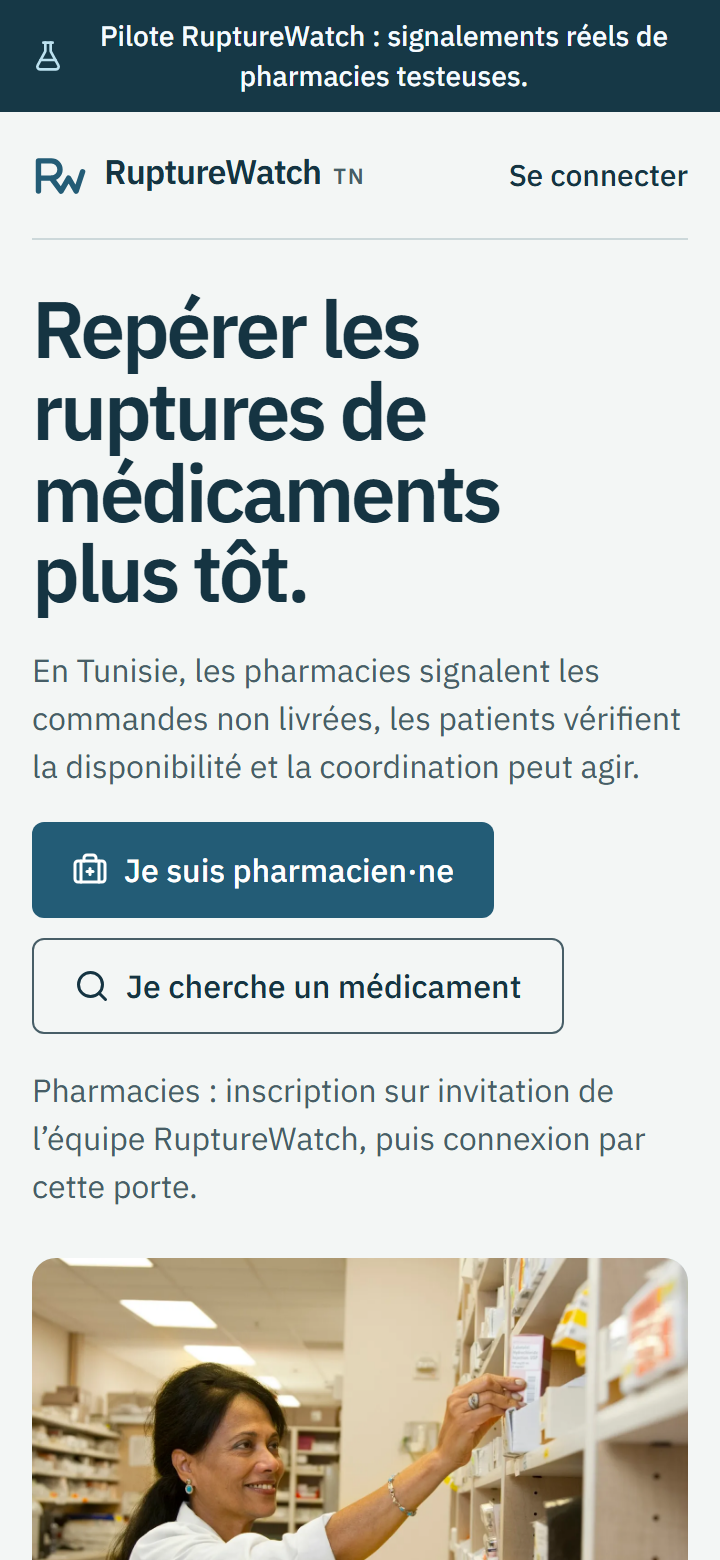 Pilote RuptureWatch : signalements réels de
pharmacies testeuses.
RW
RuptureWatch TN
Se connecter
Repérer les
ruptures de
médicaments
plus tôt.
En Tunisie, les pharmacies signalent les
commandes non livrées, les patients vérifient
la disponibilité et la coordination peut agir.
Je suis pharmacien·ne
Je cherche un médicament
Pharmacies : inscription sur invitation de
l’équipe RuptureWatch, puis connexion par
cette porte.